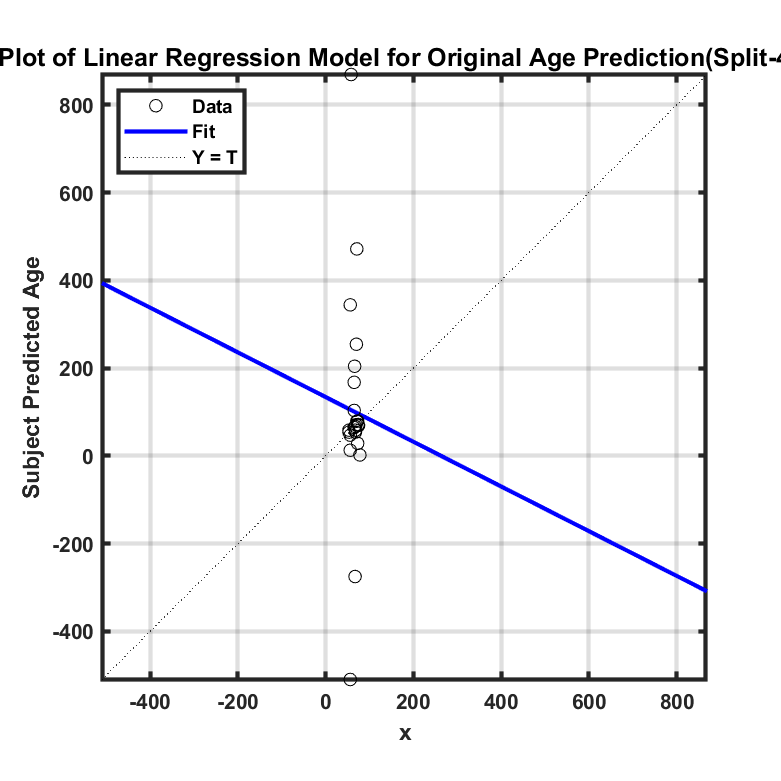 Plot of Linear Regression Model for Original Age Prediction(Split-4
Data
Fit
Y = T
800
600
400
200
0
-200
-400
Subject Predicted Age
-400 -200 0 200 400 600 800
x